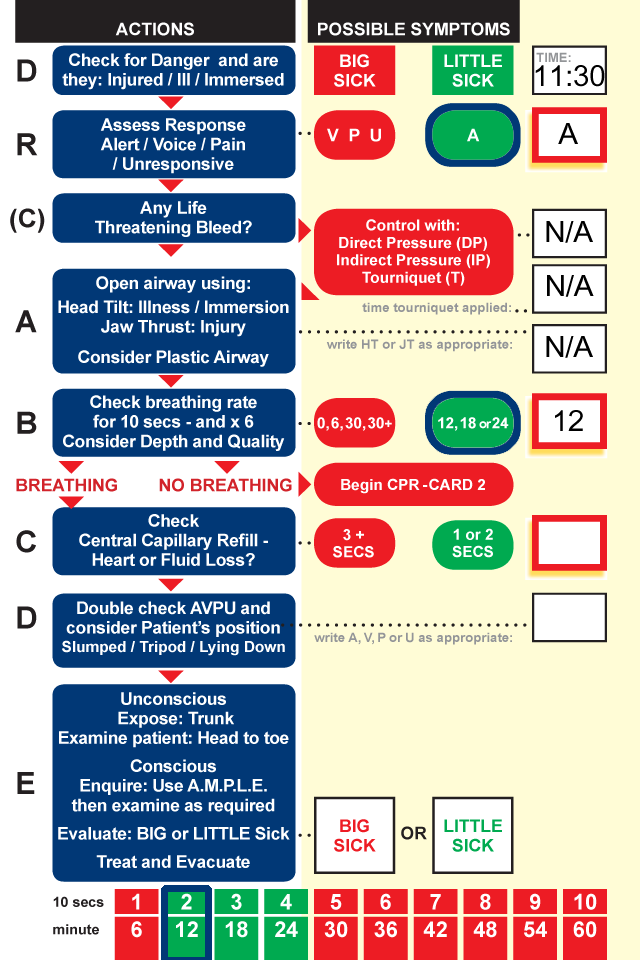 ACTIONS
POSSIBLE SYMPTOMS
D
Check for Danger and are
they: Injured / Ill / Immersed
BIG
SICK
LITTLE
SICK
TIME:
11:30
R
Assess Response
Alert / Voice / Pain
/ Unresponsive
V P U
A
A
(C)
Any Life
Threatening Bleed?
Control with:
Direct Pressure (DP)
Indirect Pressure (IP)
Tourniquet (T)
N/A
time tourniquet applied:
N/A
A
Open airway using:
Head Tilt: Illness / Immersion
Jaw Thrust: Injury
Consider Plastic Airway
write HT or JT as appropriate:
N/A
B
Check breathing rate
for 10 secs - and x 6
Consider Depth and Quality
0,6,30,30+
12,18 or 24
12
BREATHING
NO BREATHING
Begin CPR -CARD 2
C
Check
Central Capillary Refill -
Heart or Fluid Loss?
3 +
SECS
1 or 2
SECS
D
Double check AVPU and
consider Patient's position
Slumped / Tripod / Lying Down
write A, V, P or U as appropriate:
E
Unconscious
Expose: Trunk
Examine patient: Head to toe
Conscious
Enquire: Use A.M.P.L.E.
then examine as required
Evaluate: BIG or LITTLE Sick
Treat and Evacuate
BIG
SICK
OR
LITTLE
SICK
10 secs 1 2 3 4 5 6 7 8 9 10
minute 6 12 18 24 30 36 42 48 54 60